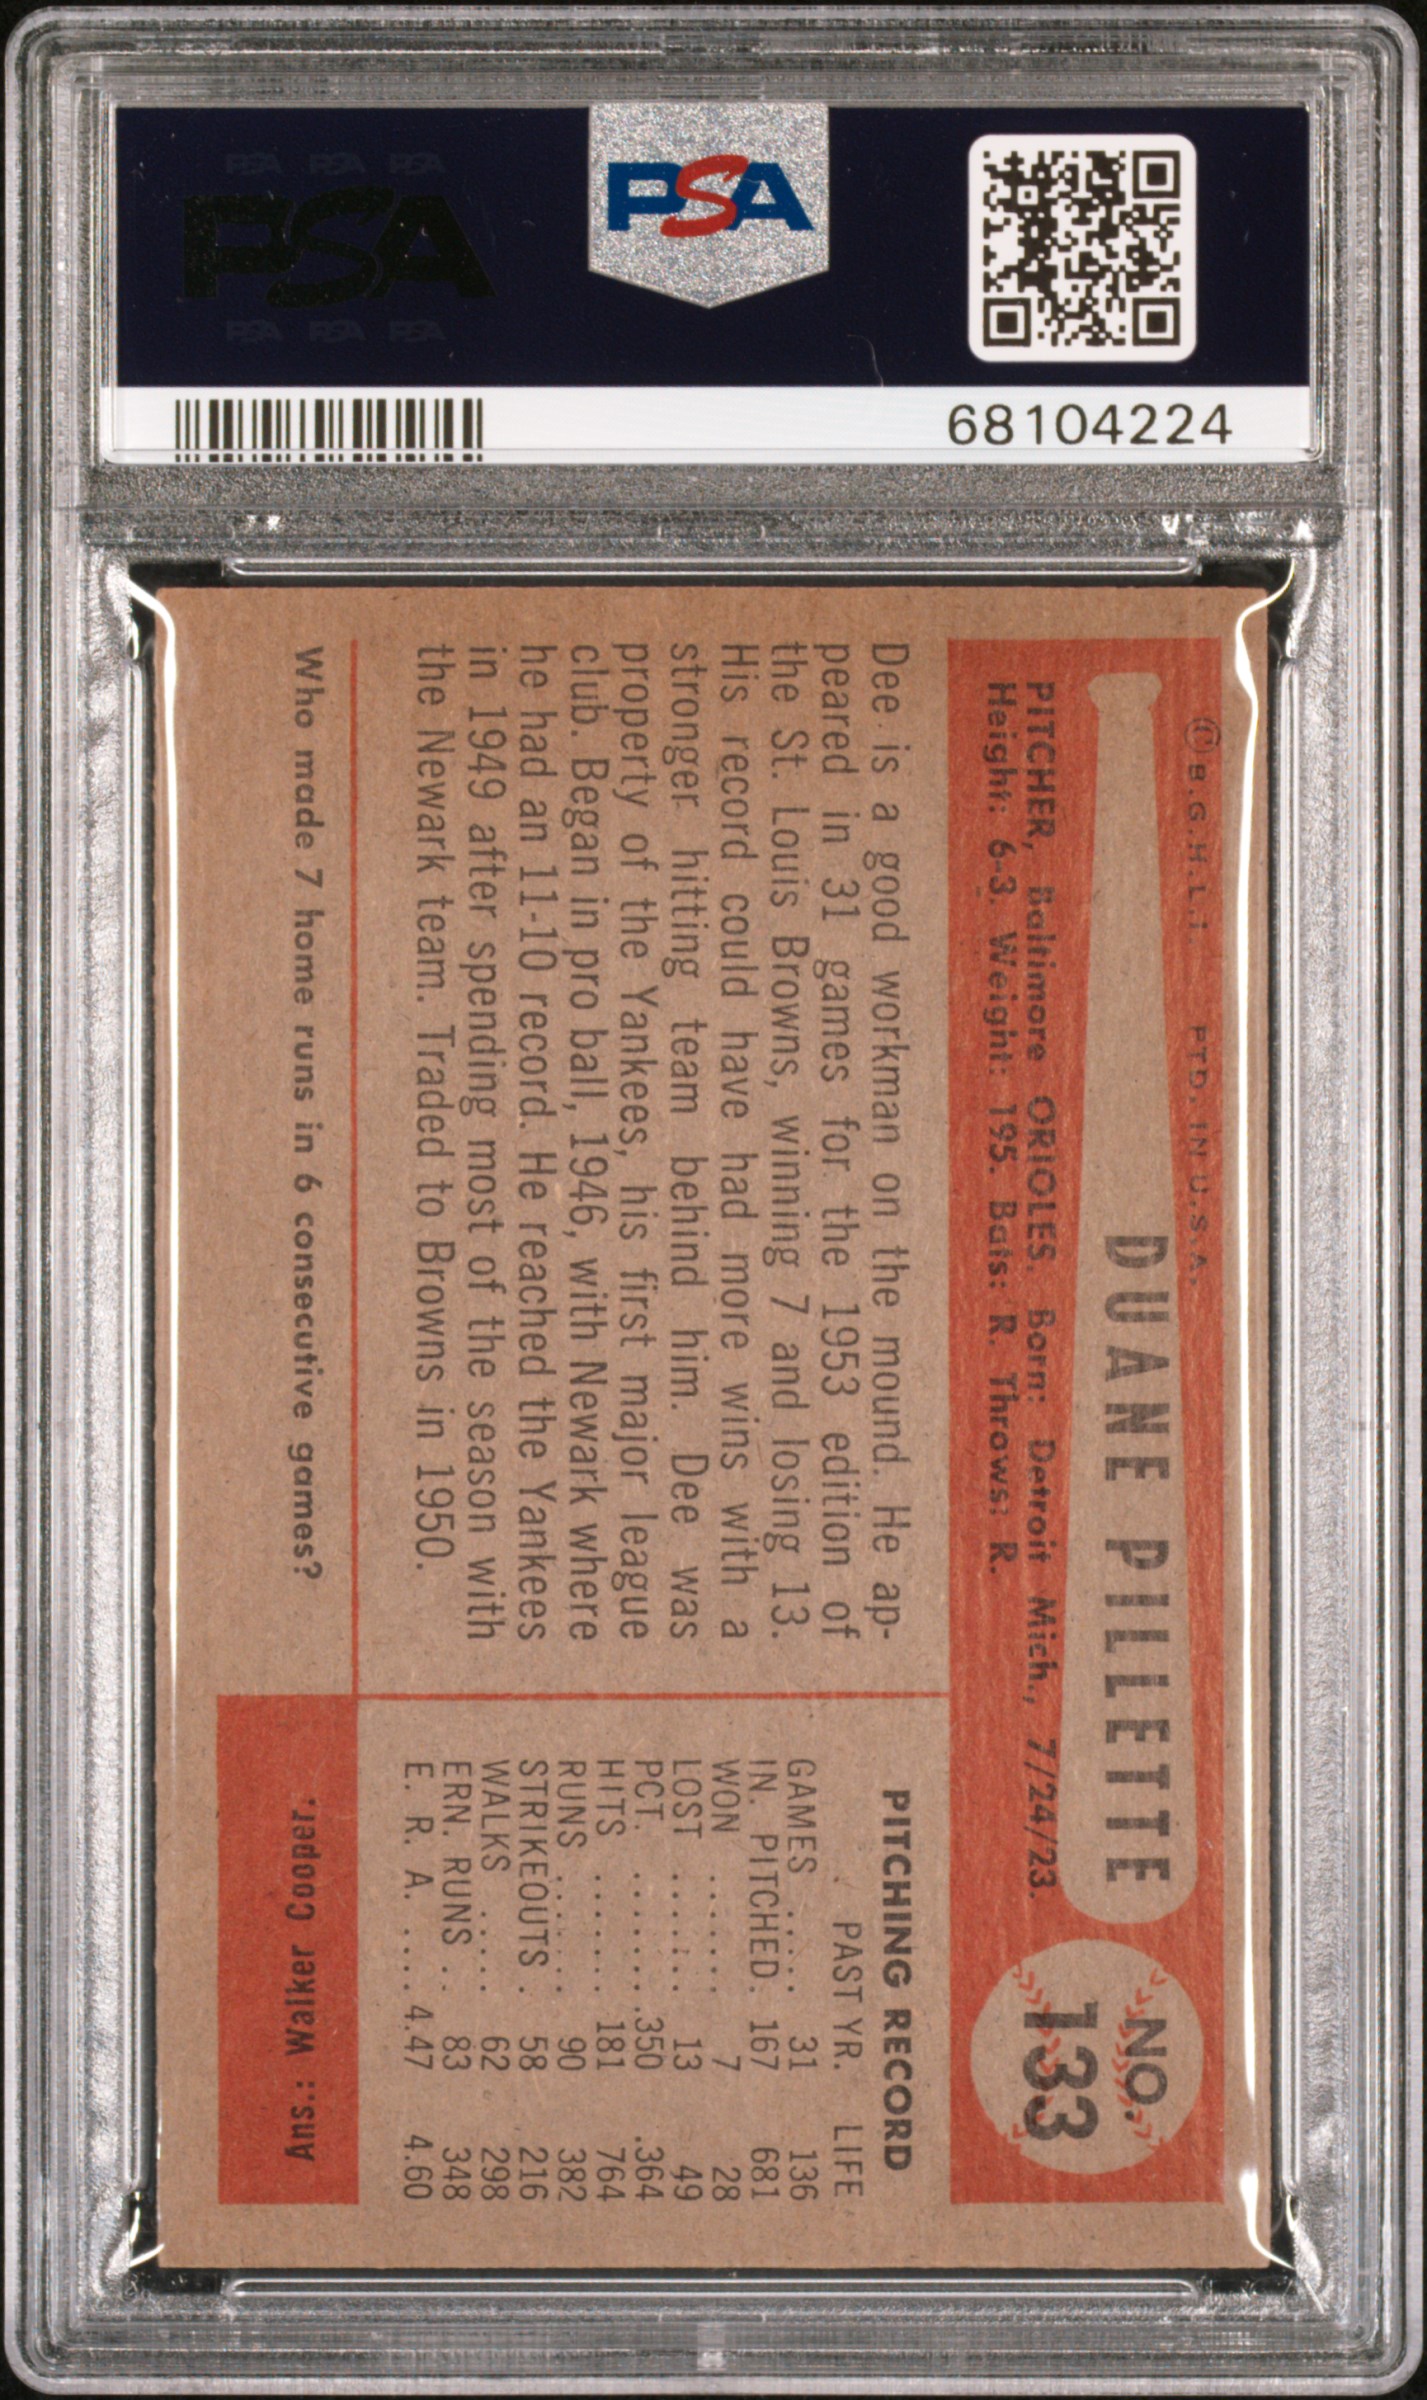 PSA PSA PSA
PSA
PSA PSA PSA
PSA
68104224
© B.G.H.L.I. PTD. IN U.S.A.
DUANE PILLETTE
NO.
133
PITCHER, Baltimore ORIOLES. Born: Detroit Mich., 7/24/23.
Height: 6-3. Weight: 195. Bats: R. Throws: R.
Dee is a good workman on the mound. He ap-
peared in 31 games for the 1953 edition of
the St. Louis Browns, winning 7 and losing 13.
His record could have had more wins with a
stronger hitting team behind him. Dee was
property of the Yankees, his first major league
club. Began in pro ball, 1946, with Newark where
he had an 11-10 record. He reached the Yankees
in 1949 after spending most of the season with
the Newark team. Traded to Browns in 1950.
PITCHING RECORD
PAST YR. LIFE
GAMES ..... 31 136
IN. PITCHED. 167 681
WON ...... 7 28
LOST ...... 13 49
PCT. ...... .350 .364
HITS ...... 181 764
RUNS ...... 90 382
STRIKEOUTS . 58 216
WALKS ..... 62 298
ERN. RUNS .. 83 348
E. R. A. .... 4.47 4.60
Who made 7 home runs in 6 consecutive games?
Ans.: Walker Cooper.